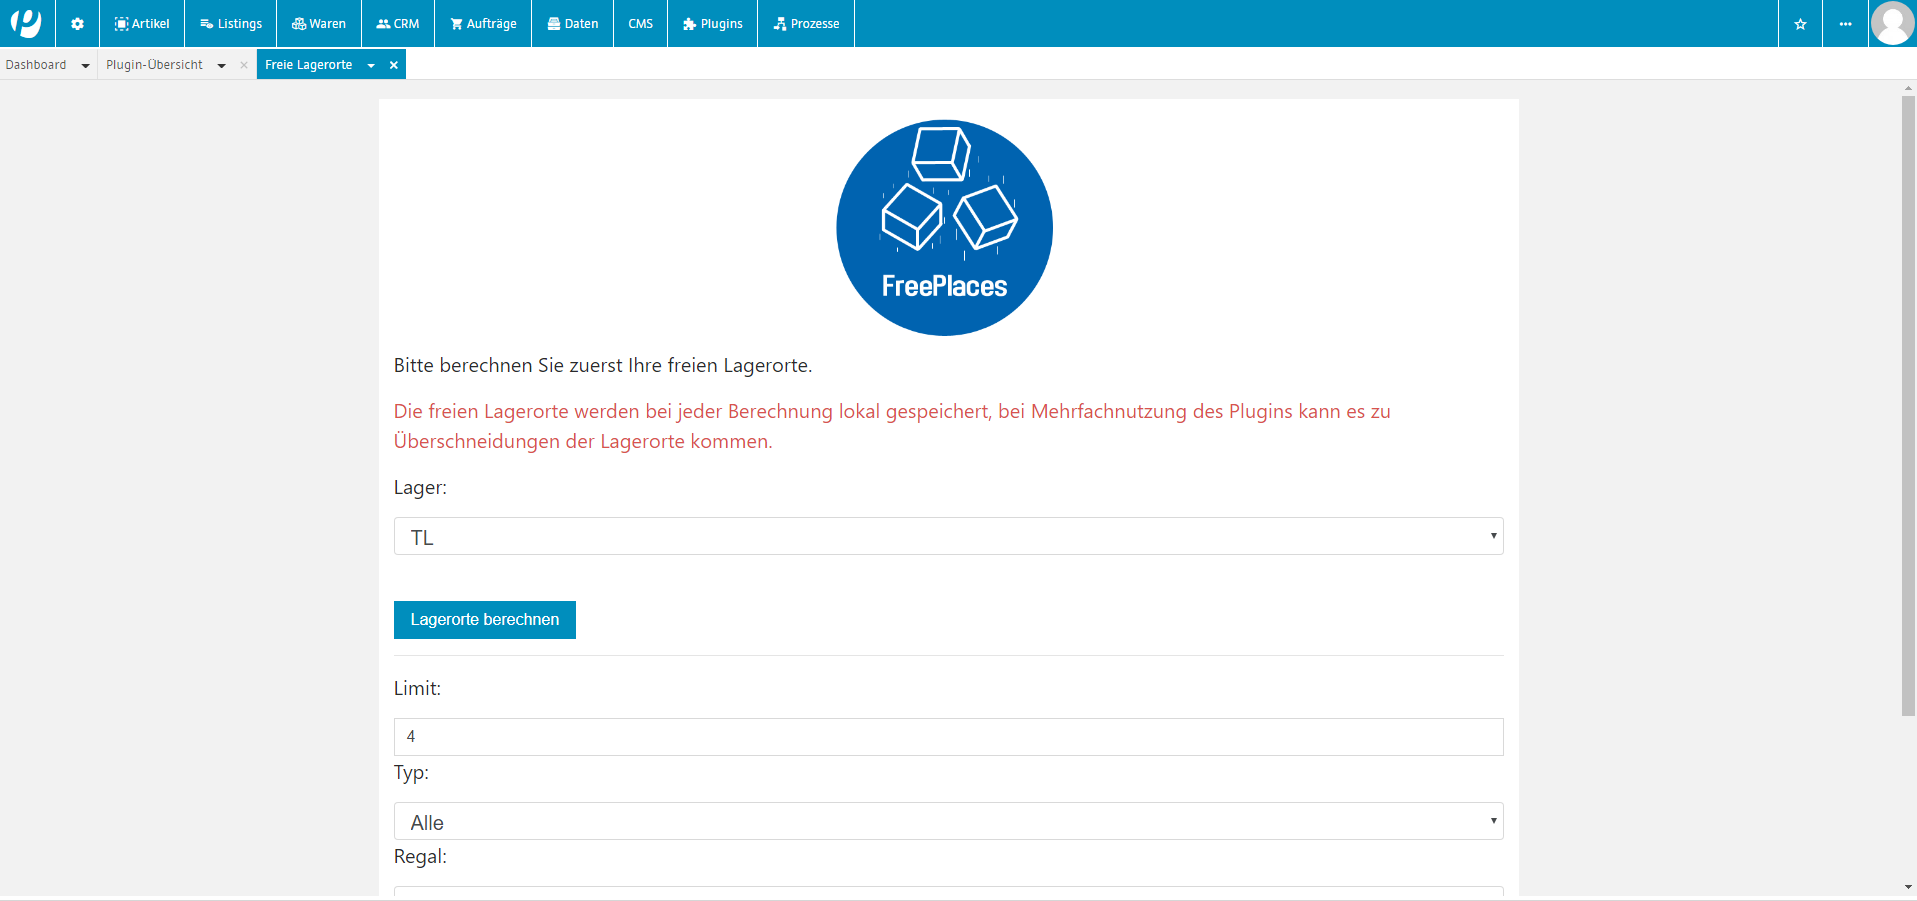 Artikel Listings Waren CRM Aufträge Daten CMS Plugins Prozesse
Dashboard Plugin-Übersicht Freie Lagerorte
FreePlaces
Bitte berechnen Sie zuerst Ihre freien Lagerorte.
Die freien Lagerorte werden bei jeder Berechnung lokal gespeichert, bei Mehrfachnutzung des Plugins kann es zu
Überschneidungen der Lagerorte kommen.
Lager:
TL
Lagerorte berechnen
Limit:
4
Typ:
Alle
Regal: